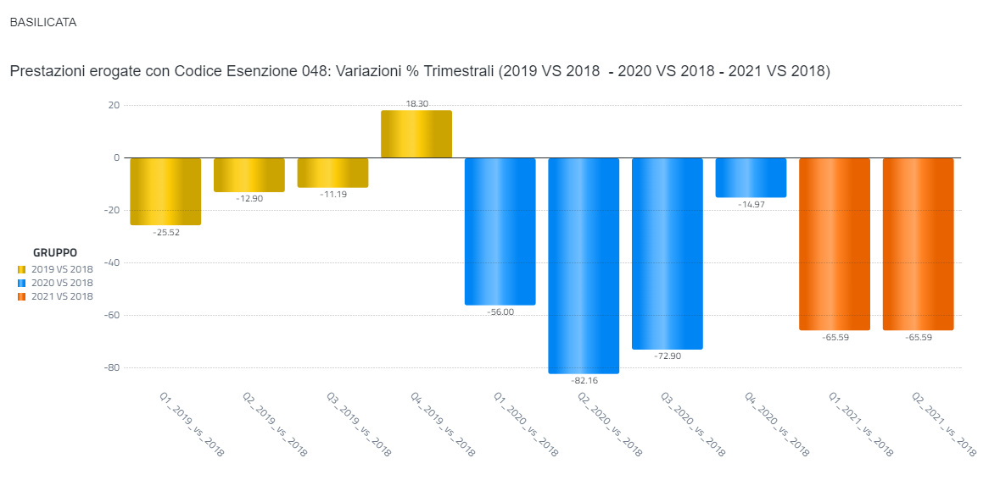 BASILICATA
Prestazioni erogate con Codice Esenzione 048: Variazioni % Trimestrali (2019 VS 2018  - 2020 VS 2018 - 2021 VS 2018)
20
0
-20
-40
-60
-80
18.30
-25.52
-12.90
-11.19
-56.00
-82.16
-72.90
-14.97
-65.59
-65.59
GRUPPO
2019 VS 2018
2020 VS 2018
2021 VS 2018
Q1_2019_vs_2018
Q2_2019_vs_2018
Q3_2019_vs_2018
Q4_2019_vs_2018
Q1_2020_vs_2018
Q2_2020_vs_2018
Q3_2020_vs_2018
Q4_2020_vs_2018
Q1_2021_vs_2018
Q2_2021_vs_2018